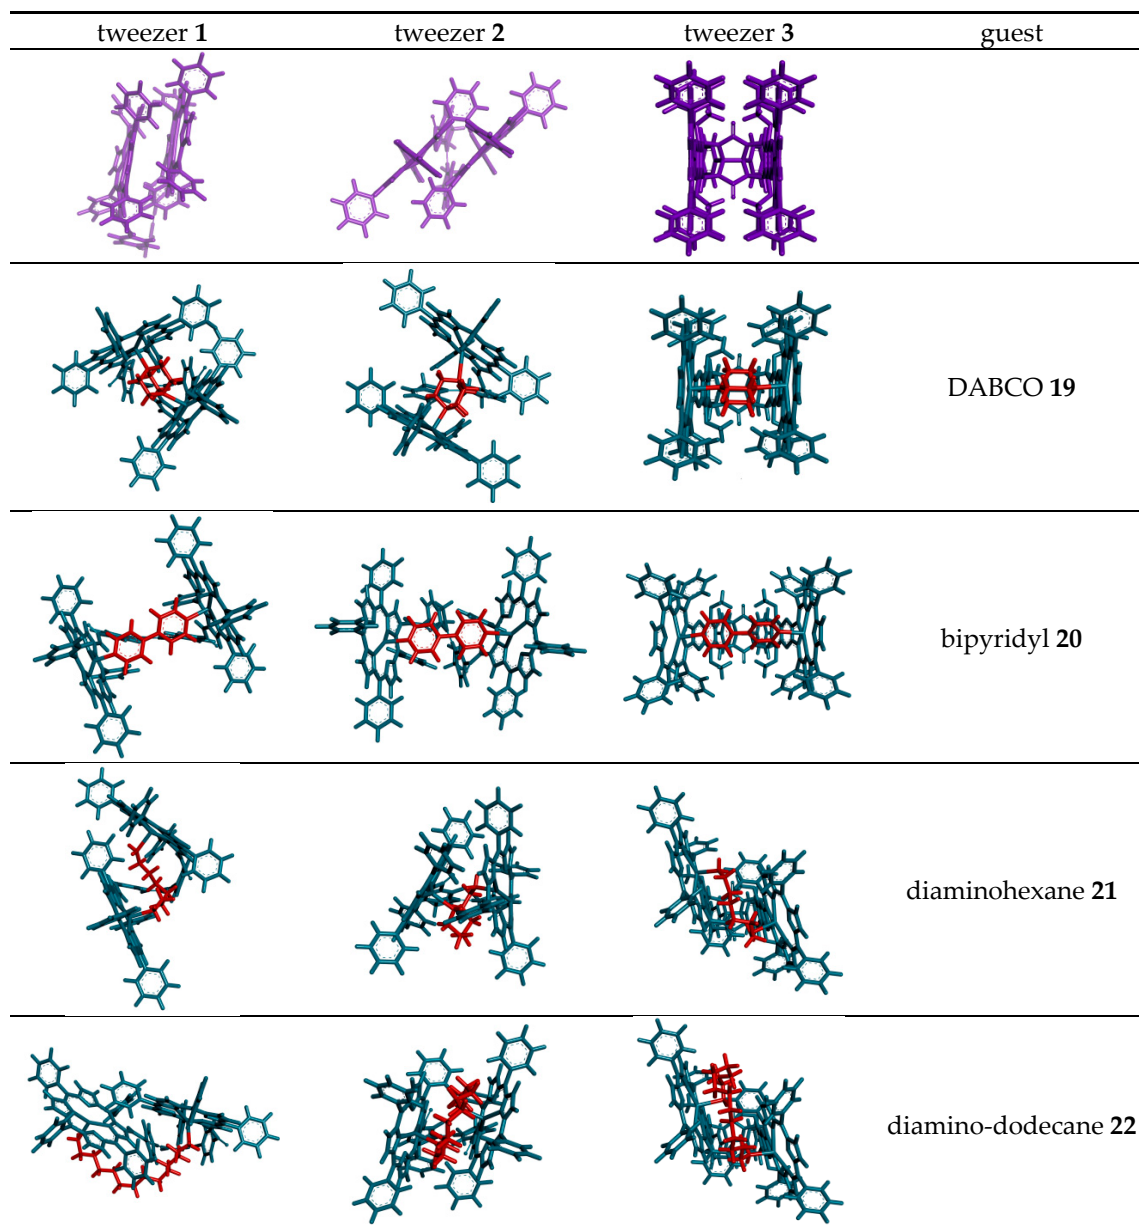 tweezer 1 tweezer 2 tweezer 3 guest
DABCO 19
bipyridyl 20
diaminohexane 21
diamino-dodecane 22